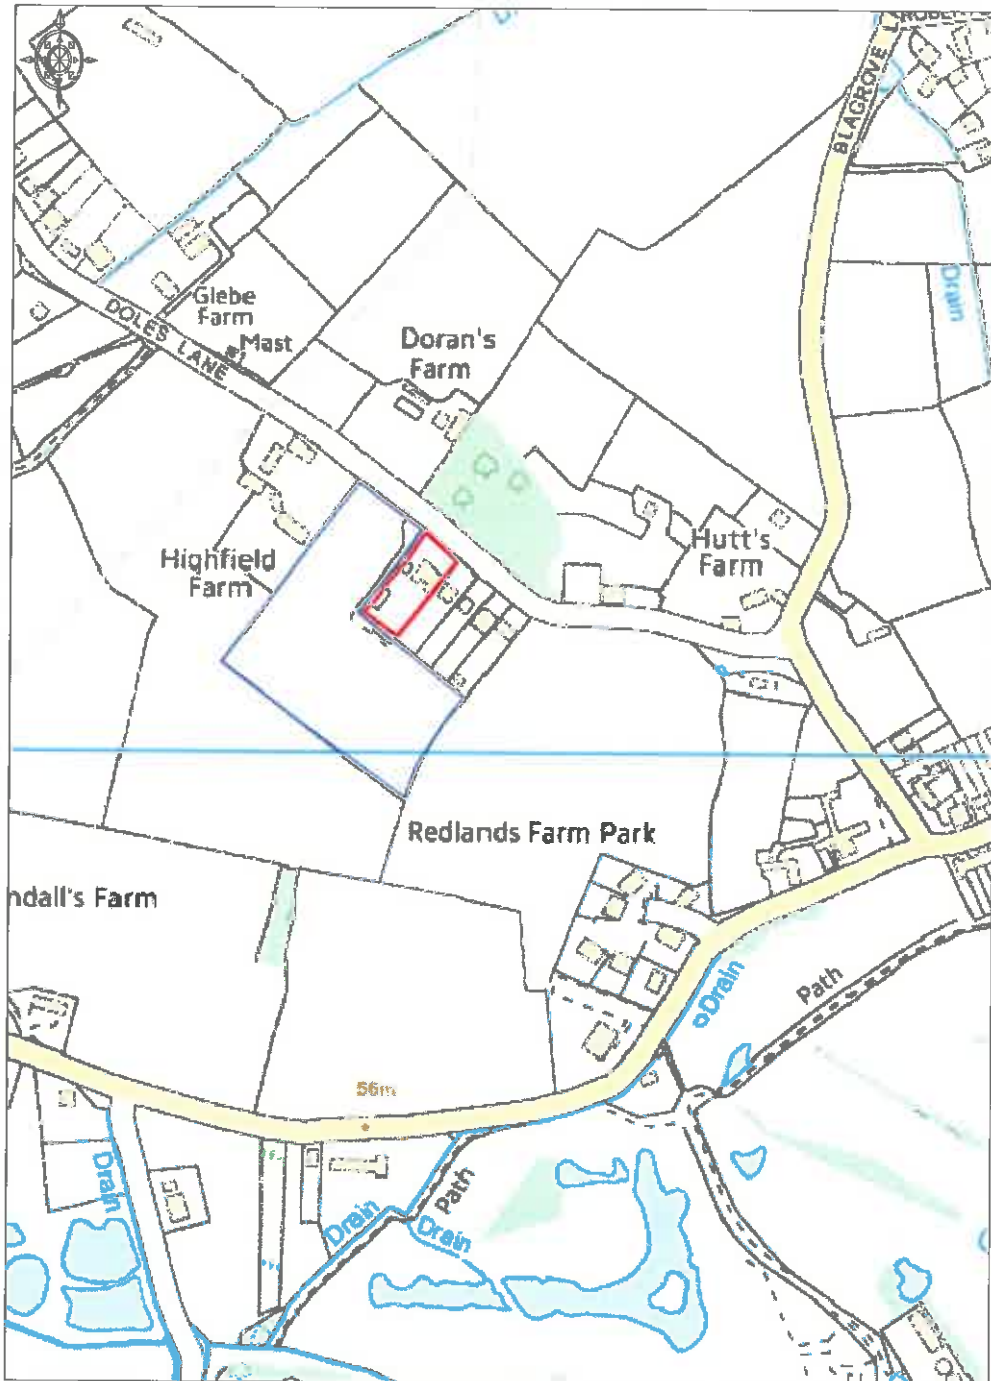 BLAGROVE L
Drain
Glebe
Farm
DOLES LANE
Mast
Doran's
Farm
Highfield
Farm
Hutt's
Farm
Redlands Farm Park
ndall's Farm
Drain
Path
56m
Drain
Path
Drain
Drain